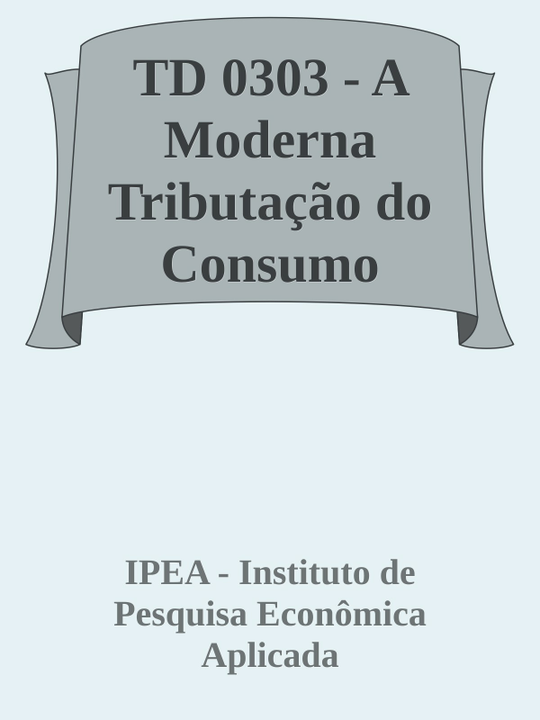 TD 0303 - A
Moderna
Tributação do
Consumo
IPEA - Instituto de
Pesquisa Econômica
Aplicada